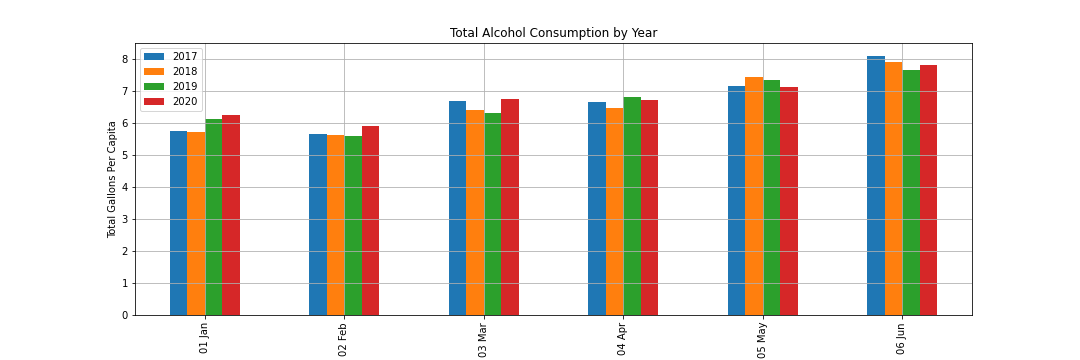 Total Alcohol Consumption by Year
2017
2018
2019
2020
Total Gallons Per Capita
8
7
6
5
4
3
2
1
0
01 Jan
02 Feb
03 Mar
04 Apr
05 May
06 Jun